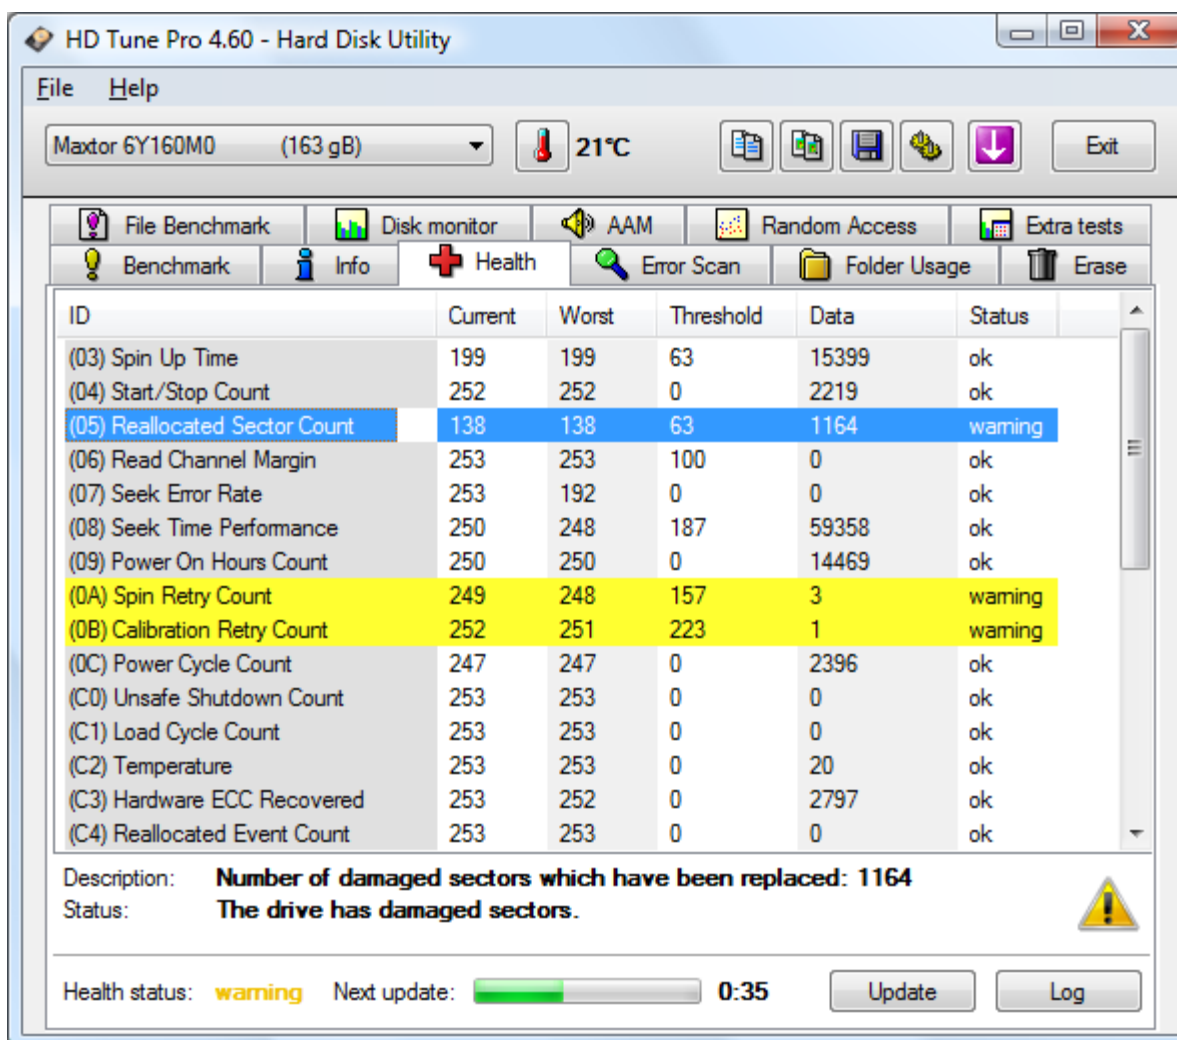 HD Tune Pro 4.60 - Hard Disk Utility
File Help
Maxtor 6Y160M0 (163 gB) 21°C Exit
File Benchmark Disk monitor AAM Random Access Extra tests
Benchmark Info Health Error Scan Folder Usage Erase
ID Current Worst Threshold Data Status
(03) Spin Up Time 199 199 63 15399 ok
(04) Start/Stop Count 252 252 0 2219 ok
(05) Reallocated Sector Count 138 138 63 1164 warning
(06) Read Channel Margin 253 253 100 0 ok
(07) Seek Error Rate 253 192 0 0 ok
(08) Seek Time Performance 250 248 187 59358 ok
(09) Power On Hours Count 250 250 0 14469 ok
(0A) Spin Retry Count 249 248 157 3 warning
(0B) Calibration Retry Count 252 251 223 1 warning
(0C) Power Cycle Count 247 247 0 2396 ok
(C0) Unsafe Shutdown Count 253 253 0 0 ok
(C1) Load Cycle Count 253 253 0 0 ok
(C2) Temperature 253 253 0 20 ok
(C3) Hardware ECC Recovered 253 252 0 2797 ok
(C4) Reallocated Event Count 253 253 0 0 ok
Description: Number of damaged sectors which have been replaced: 1164
Status: The drive has damaged sectors.
Health status: warning Next update: 0:35 Update Log